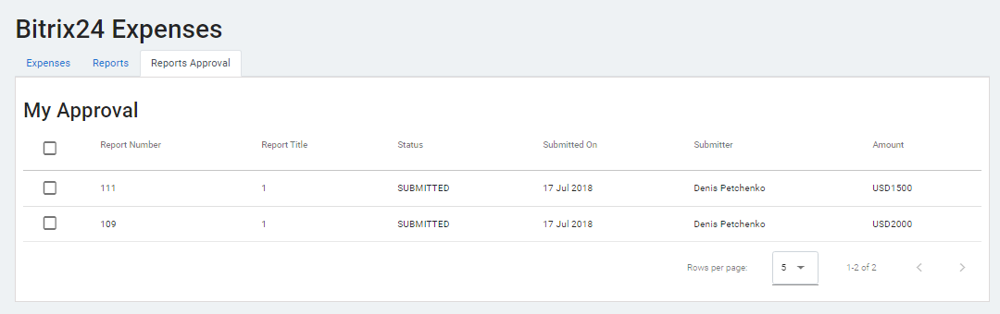 Bitrix24 Expenses
Expenses Reports Reports Approval
My Approval
Report Number Report Title Status Submitted On Submitter Amount
111 1 SUBMITTED 17 Jul 2018 Denis Petchenko USD1500
109 1 SUBMITTED 17 Jul 2018 Denis Petchenko USD2000
Rows per page: 5 1-2 of 2